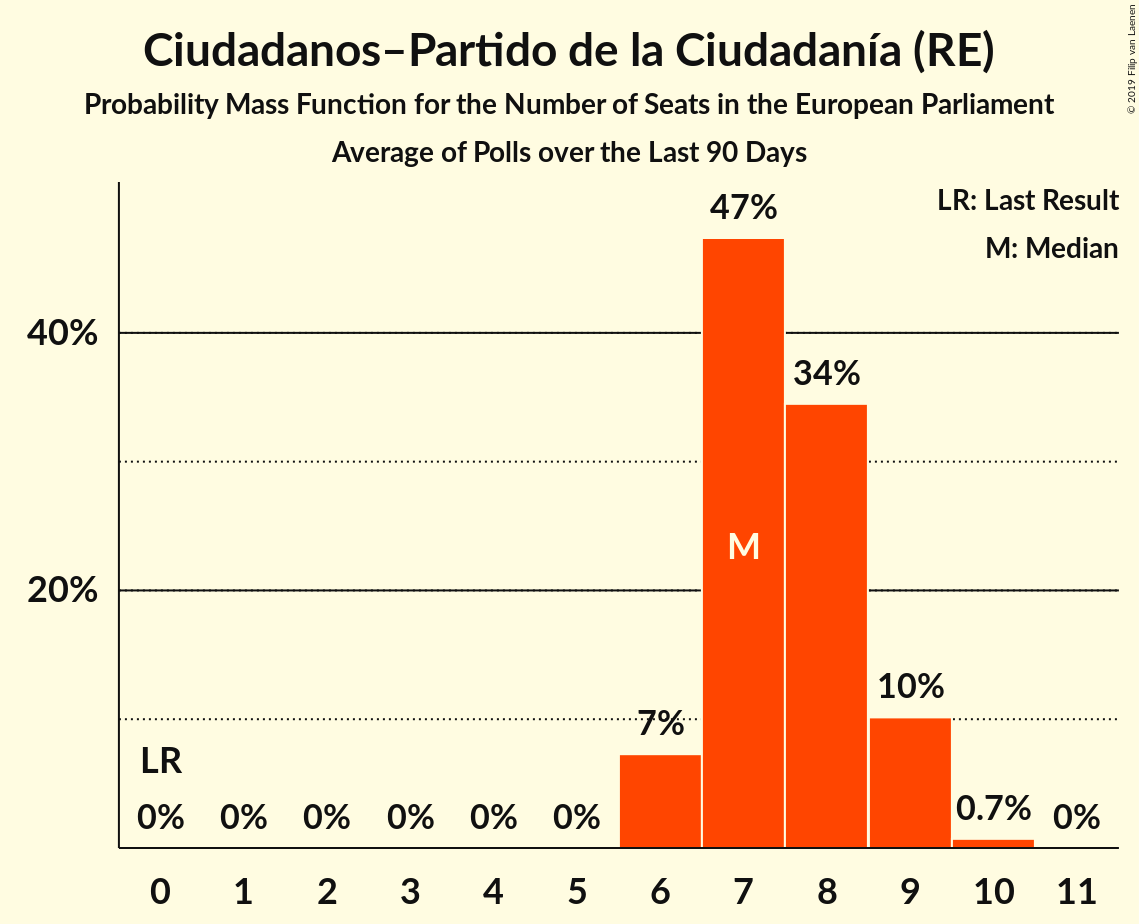 Ciudadanos–Partido de la Ciudadanía (RE)
Probability Mass Function for the Number of Seats in the European Parliament
Average of Polls over the Last 90 Days
© 2019 Filip van Laenen
LR: Last Result
M: Median
47%
40%
34%
M
20%
10%
7%
LR
0% 0% 0% 0% 0% 0% 0.7% 0%
0 1 2 3 4 5 6 7 8 9 10 11